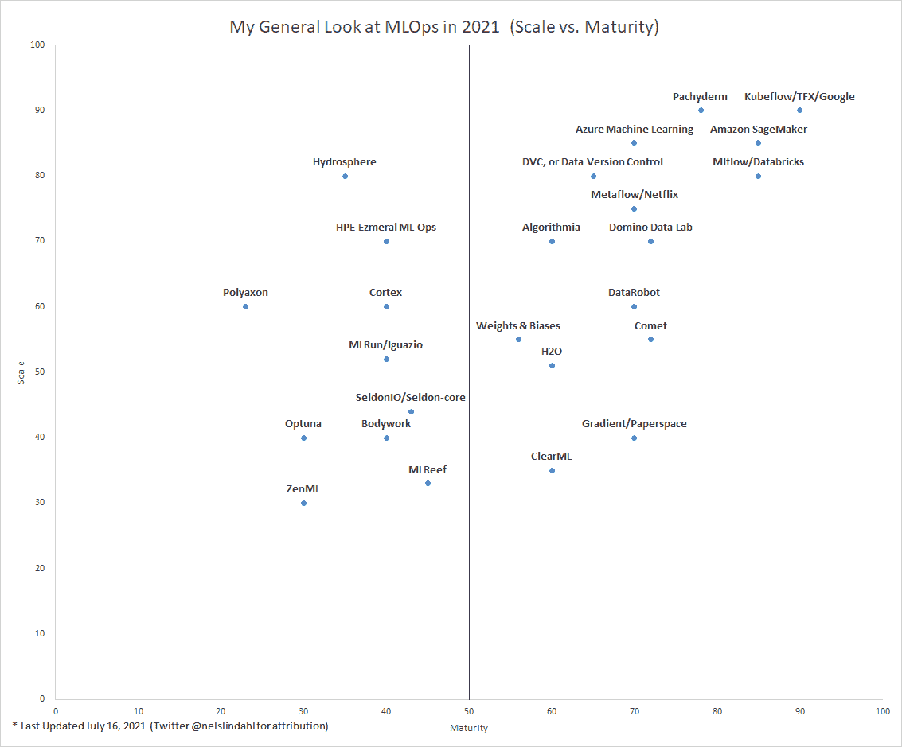 My General Look at MLOps in 2021 (Scale vs. Maturity)
100
90
80
70
60
50
40
30
20
10
0
Scale
Pachyderm
Kubeflow/TFX/Google
Azure Machine Learning
Amazon SageMaker
Hydrosphere
DVC, or Data Version Control
Mlflow/Databricks
Metaflow/Netflix
HPE Ezmeral ML Ops
Algorithmia
Domino Data Lab
Polyaxon
Cortex
DataRobot
Weights & Biases
Comet
MLRun/Iguazio
H2O
SeldonIO/Seldon-core
Optuna
Bodywork
Gradient/Paperspace
ClearML
MLReef
ZenML
0 10 20 30 40 50 60 70 80 90 100
Maturity
* Last Updated July 16, 2021 (Twitter @nelslindahl for attribution)